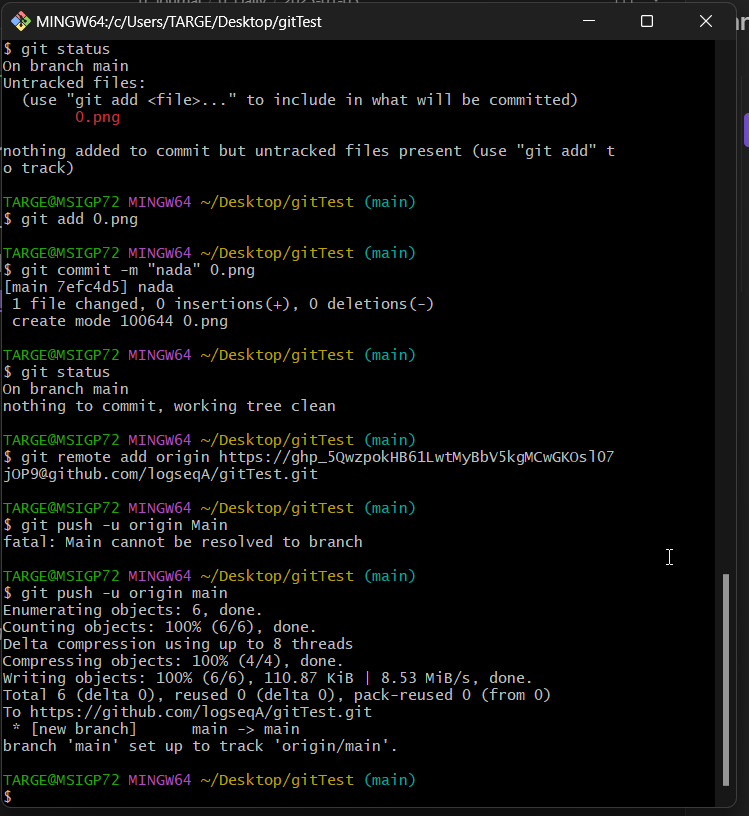 MINGW64:/c/Users/TARGE/Desktop/gitTest
$ git status
On branch main
Untracked files:
  (use "git add <file>..." to include in what will be committed)
        0.png
nothing added to commit but untracked files present (use "git add" t
o track)
TARGE@MSIGP72 MINGW64 ~/Desktop/gitTest (main)
$ git add 0.png
TARGE@MSIGP72 MINGW64 ~/Desktop/gitTest (main)
$ git commit -m "nada" 0.png
[main 7efc4d5] nada
 1 file changed, 0 insertions(+), 0 deletions(-)
 create mode 100644 0.png
TARGE@MSIGP72 MINGW64 ~/Desktop/gitTest (main)
$ git status
On branch main
nothing to commit, working tree clean
TARGE@MSIGP72 MINGW64 ~/Desktop/gitTest (main)
$ git remote add origin https://ghp_5QwzpokHB61LwtMyBbV5kgMCwGKOslO7
jOP9@github.com/logseqA/gitTest.git
TARGE@MSIGP72 MINGW64 ~/Desktop/gitTest (main)
$ git push -u origin Main
fatal: Main cannot be resolved to branch
TARGE@MSIGP72 MINGW64 ~/Desktop/gitTest (main)
$ git push -u origin main
Enumerating objects: 6, done.
Counting objects: 100% (6/6), done.
Delta compression using up to 8 threads
Compressing objects: 100% (4/4), done.
Writing objects: 100% (6/6), 110.87 KiB | 8.53 MiB/s, done.
Total 6 (delta 0), reused 0 (delta 0), pack-reused 0 (from 0)
To https://github.com/logseqA/gitTest.git
 * [new branch]      main -> main
branch 'main' set up to track 'origin/main'.
TARGE@MSIGP72 MINGW64 ~/Desktop/gitTest (main)
$